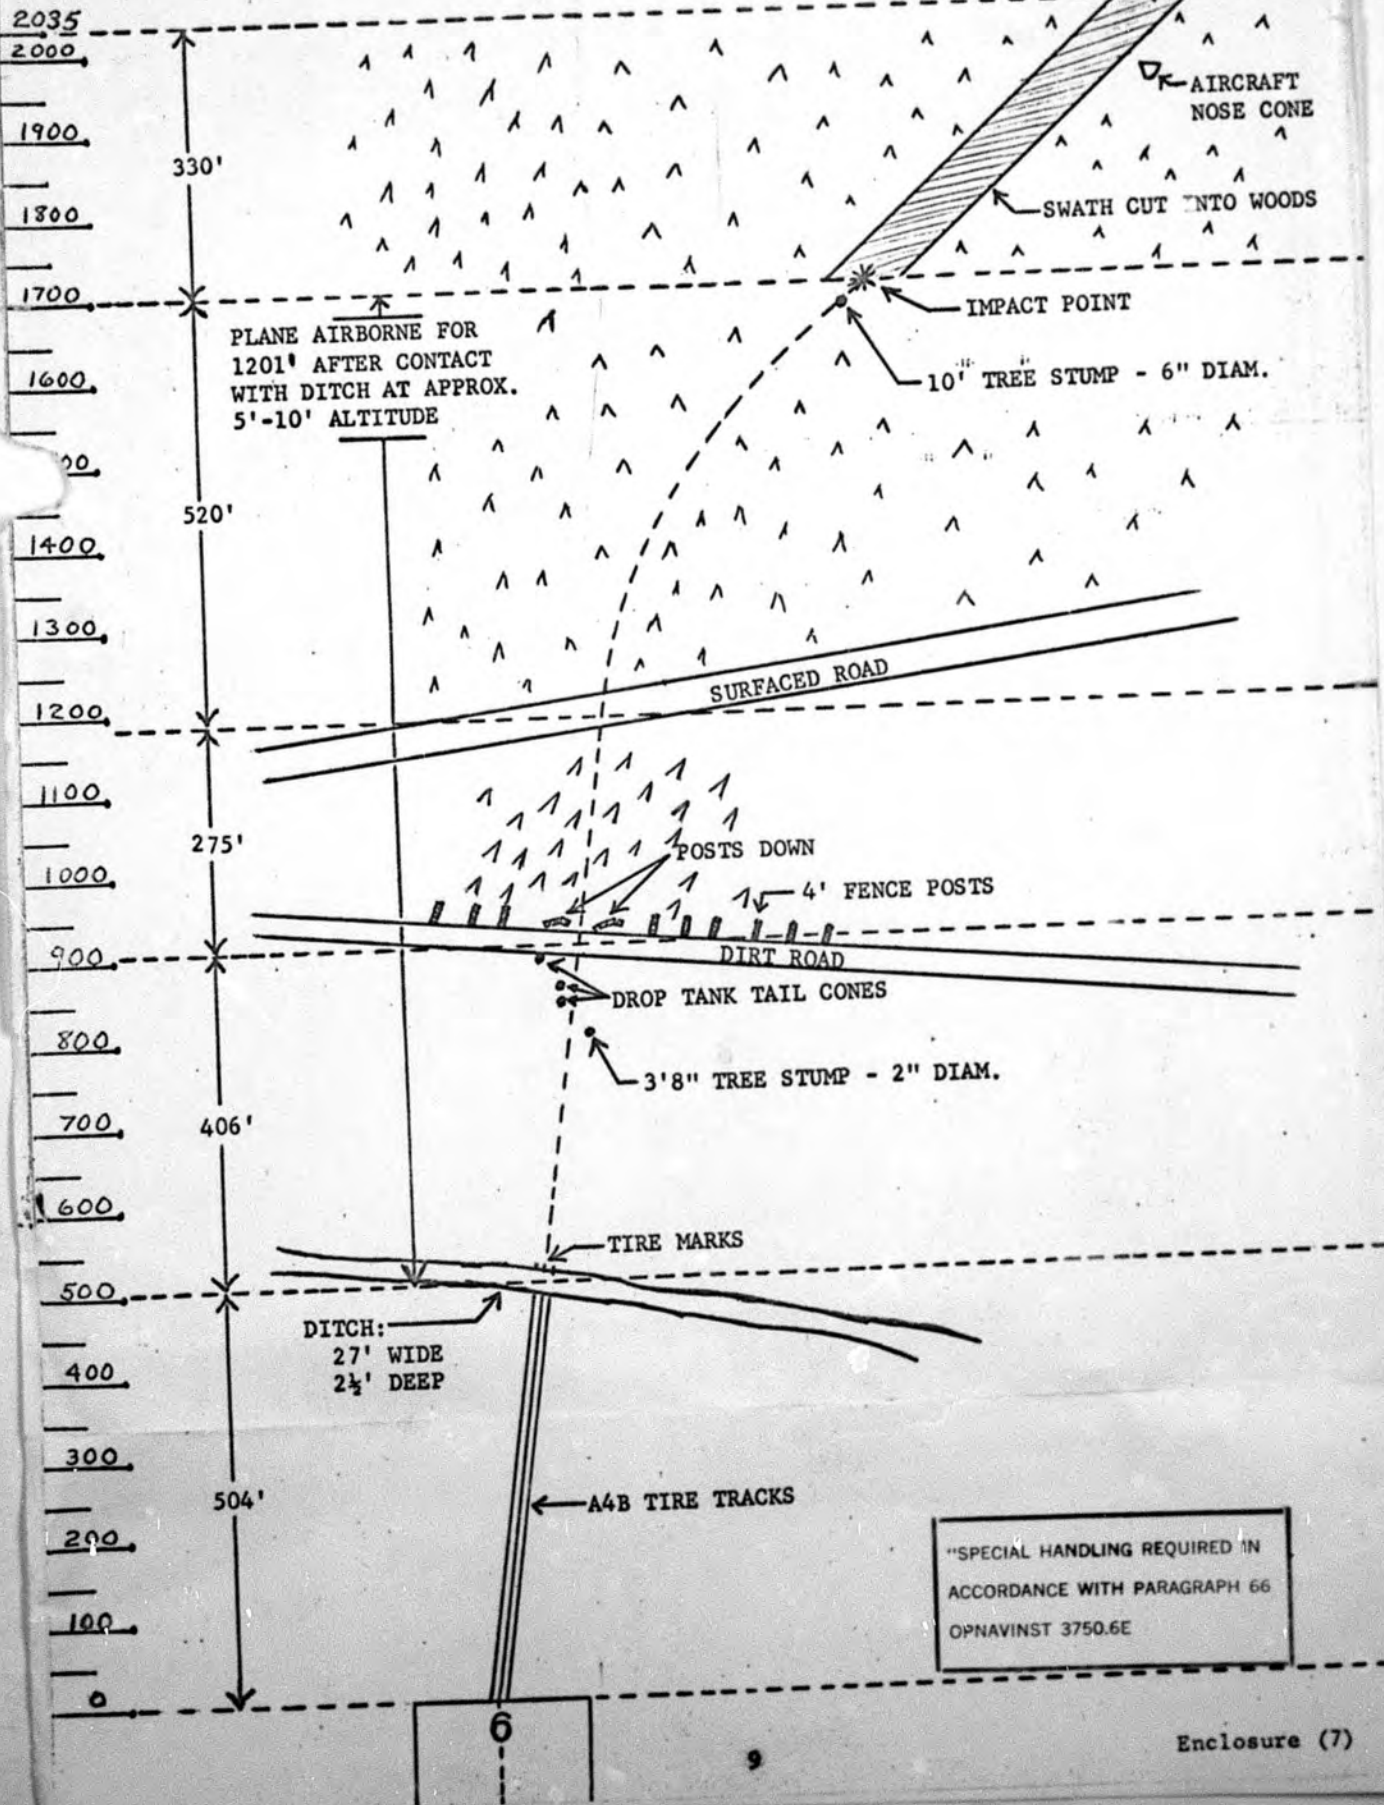 2035
2000
AIRCRAFT
NOSE CONE
1900
330'
SWATH CUT INTO WOODS
1800
1700
IMPACT POINT
PLANE AIRBORNE FOR
1201' AFTER CONTACT
WITH DITCH AT APPROX.
5'-10' ALTITUDE
10' TREE STUMP - 6" DIAM.
1600
00
520'
1400
1300
SURFACED ROAD
1200
1100
275'
POSTS DOWN
1000
4' FENCE POSTS
900
DIRT ROAD
DROP TANK TAIL CONES
800
3'8" TREE STUMP - 2" DIAM.
700
406'
600
TIRE MARKS
500
DITCH:
27' WIDE
2½' DEEP
400
300
504'
A4B TIRE TRACKS
200
"SPECIAL HANDLING REQUIRED IN
ACCORDANCE WITH PARAGRAPH 66
OPNAVINST 3750.6E
100
0
6
9
Enclosure (7)